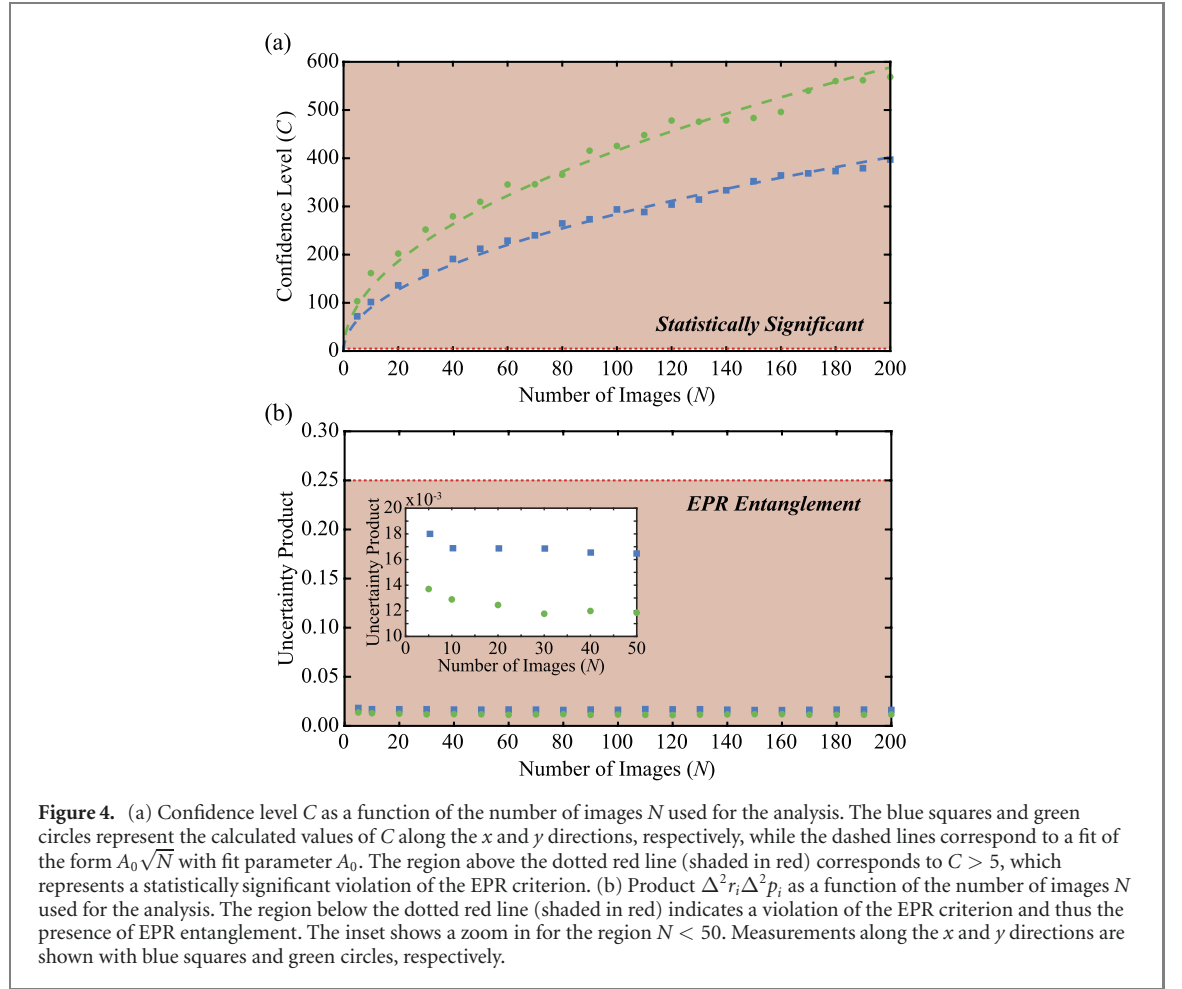 (a)
600
500
400
300
200
100
0
Confidence Level (C)
Statistically Significant
0 20 40 60 80 100 120 140 160 180 200
Number of Images (N)
(b)
0.30
0.25
0.20
0.15
0.10
0.05
0.00
Uncertainty Product
EPR Entanglement
x10⁻³
20
18
16
14
12
10
Uncertainty Product
0 10 20 30 40 50
Number of Images (N)
0 20 40 60 80 100 120 140 160 180 200
Number of Images (N)
Figure 4. (a) Confidence level C as a function of the number of images N used for the analysis. The blue squares and green
circles represent the calculated values of C along the x and y directions, respectively, while the dashed lines correspond to a fit of
the form A₀√N with fit parameter A₀. The region above the dotted red line (shaded in red) corresponds to C > 5, which
represents a statistically significant violation of the EPR criterion. (b) Product Δ²rᵢΔ²pᵢ as a function of the number of images N
used for the analysis. The region below the dotted red line (shaded in red) indicates a violation of the EPR criterion and thus the
presence of EPR entanglement. The inset shows a zoom in for the region N < 50. Measurements along the x and y directions are
shown with blue squares and green circles, respectively.